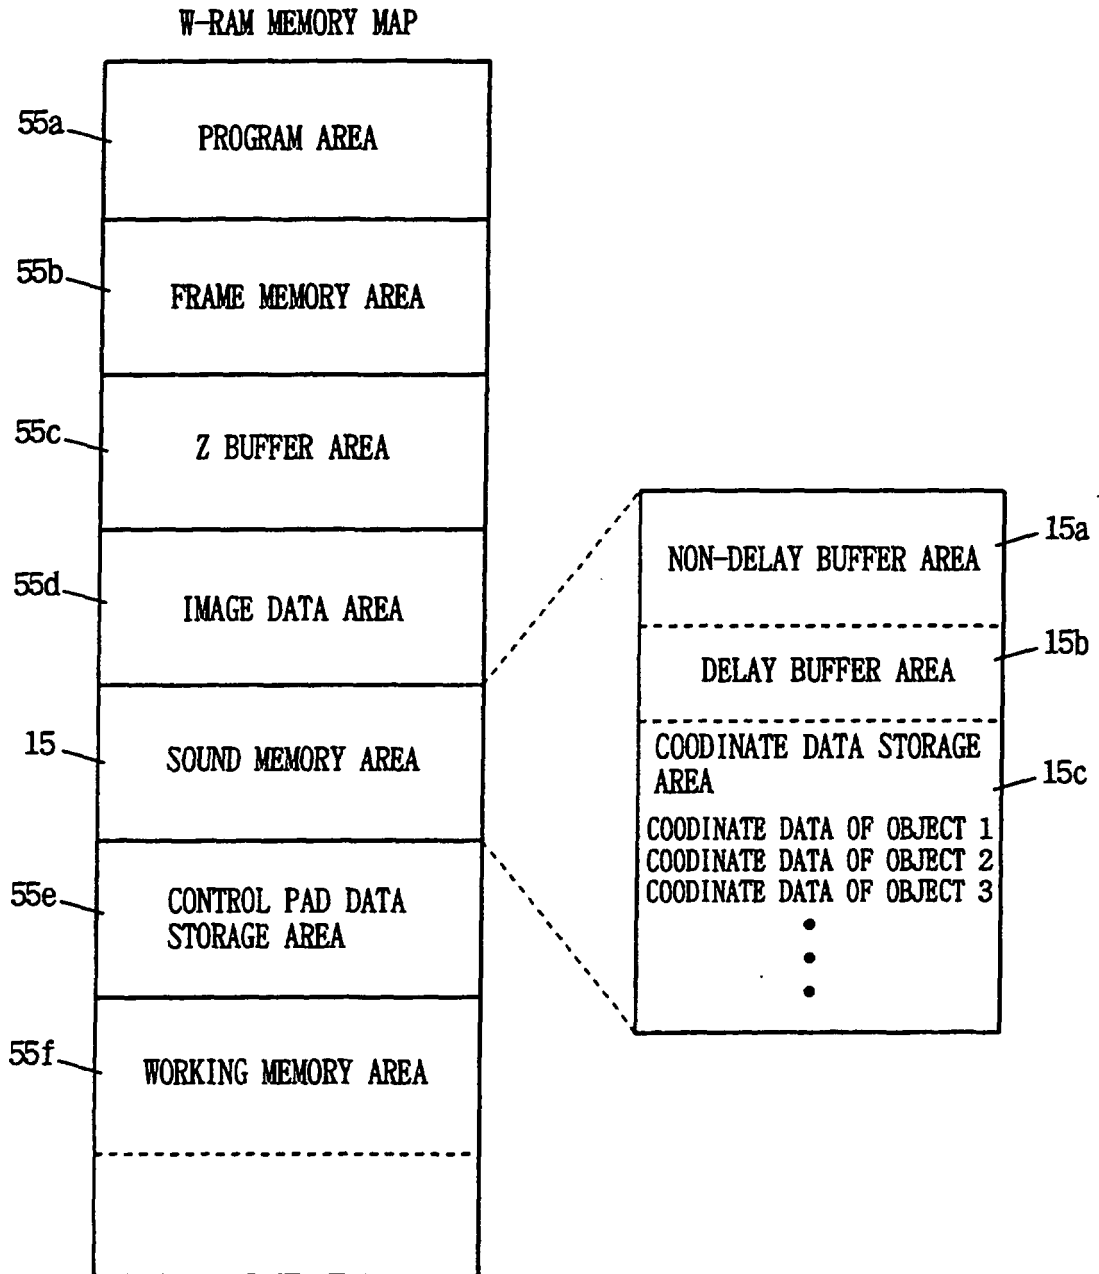 W-RAM MEMORY MAP
55a
PROGRAM AREA
55b
FRAME MEMORY AREA
55c
Z BUFFER AREA
55d
IMAGE DATA AREA
15
SOUND MEMORY AREA
55e
CONTROL PAD DATA
STORAGE AREA
55f
WORKING MEMORY AREA
NON-DELAY BUFFER AREA
15a
DELAY BUFFER AREA
15b
COODINATE DATA STORAGE
AREA
15c
COODINATE DATA OF OBJECT 1
COODINATE DATA OF OBJECT 2
COODINATE DATA OF OBJECT 3